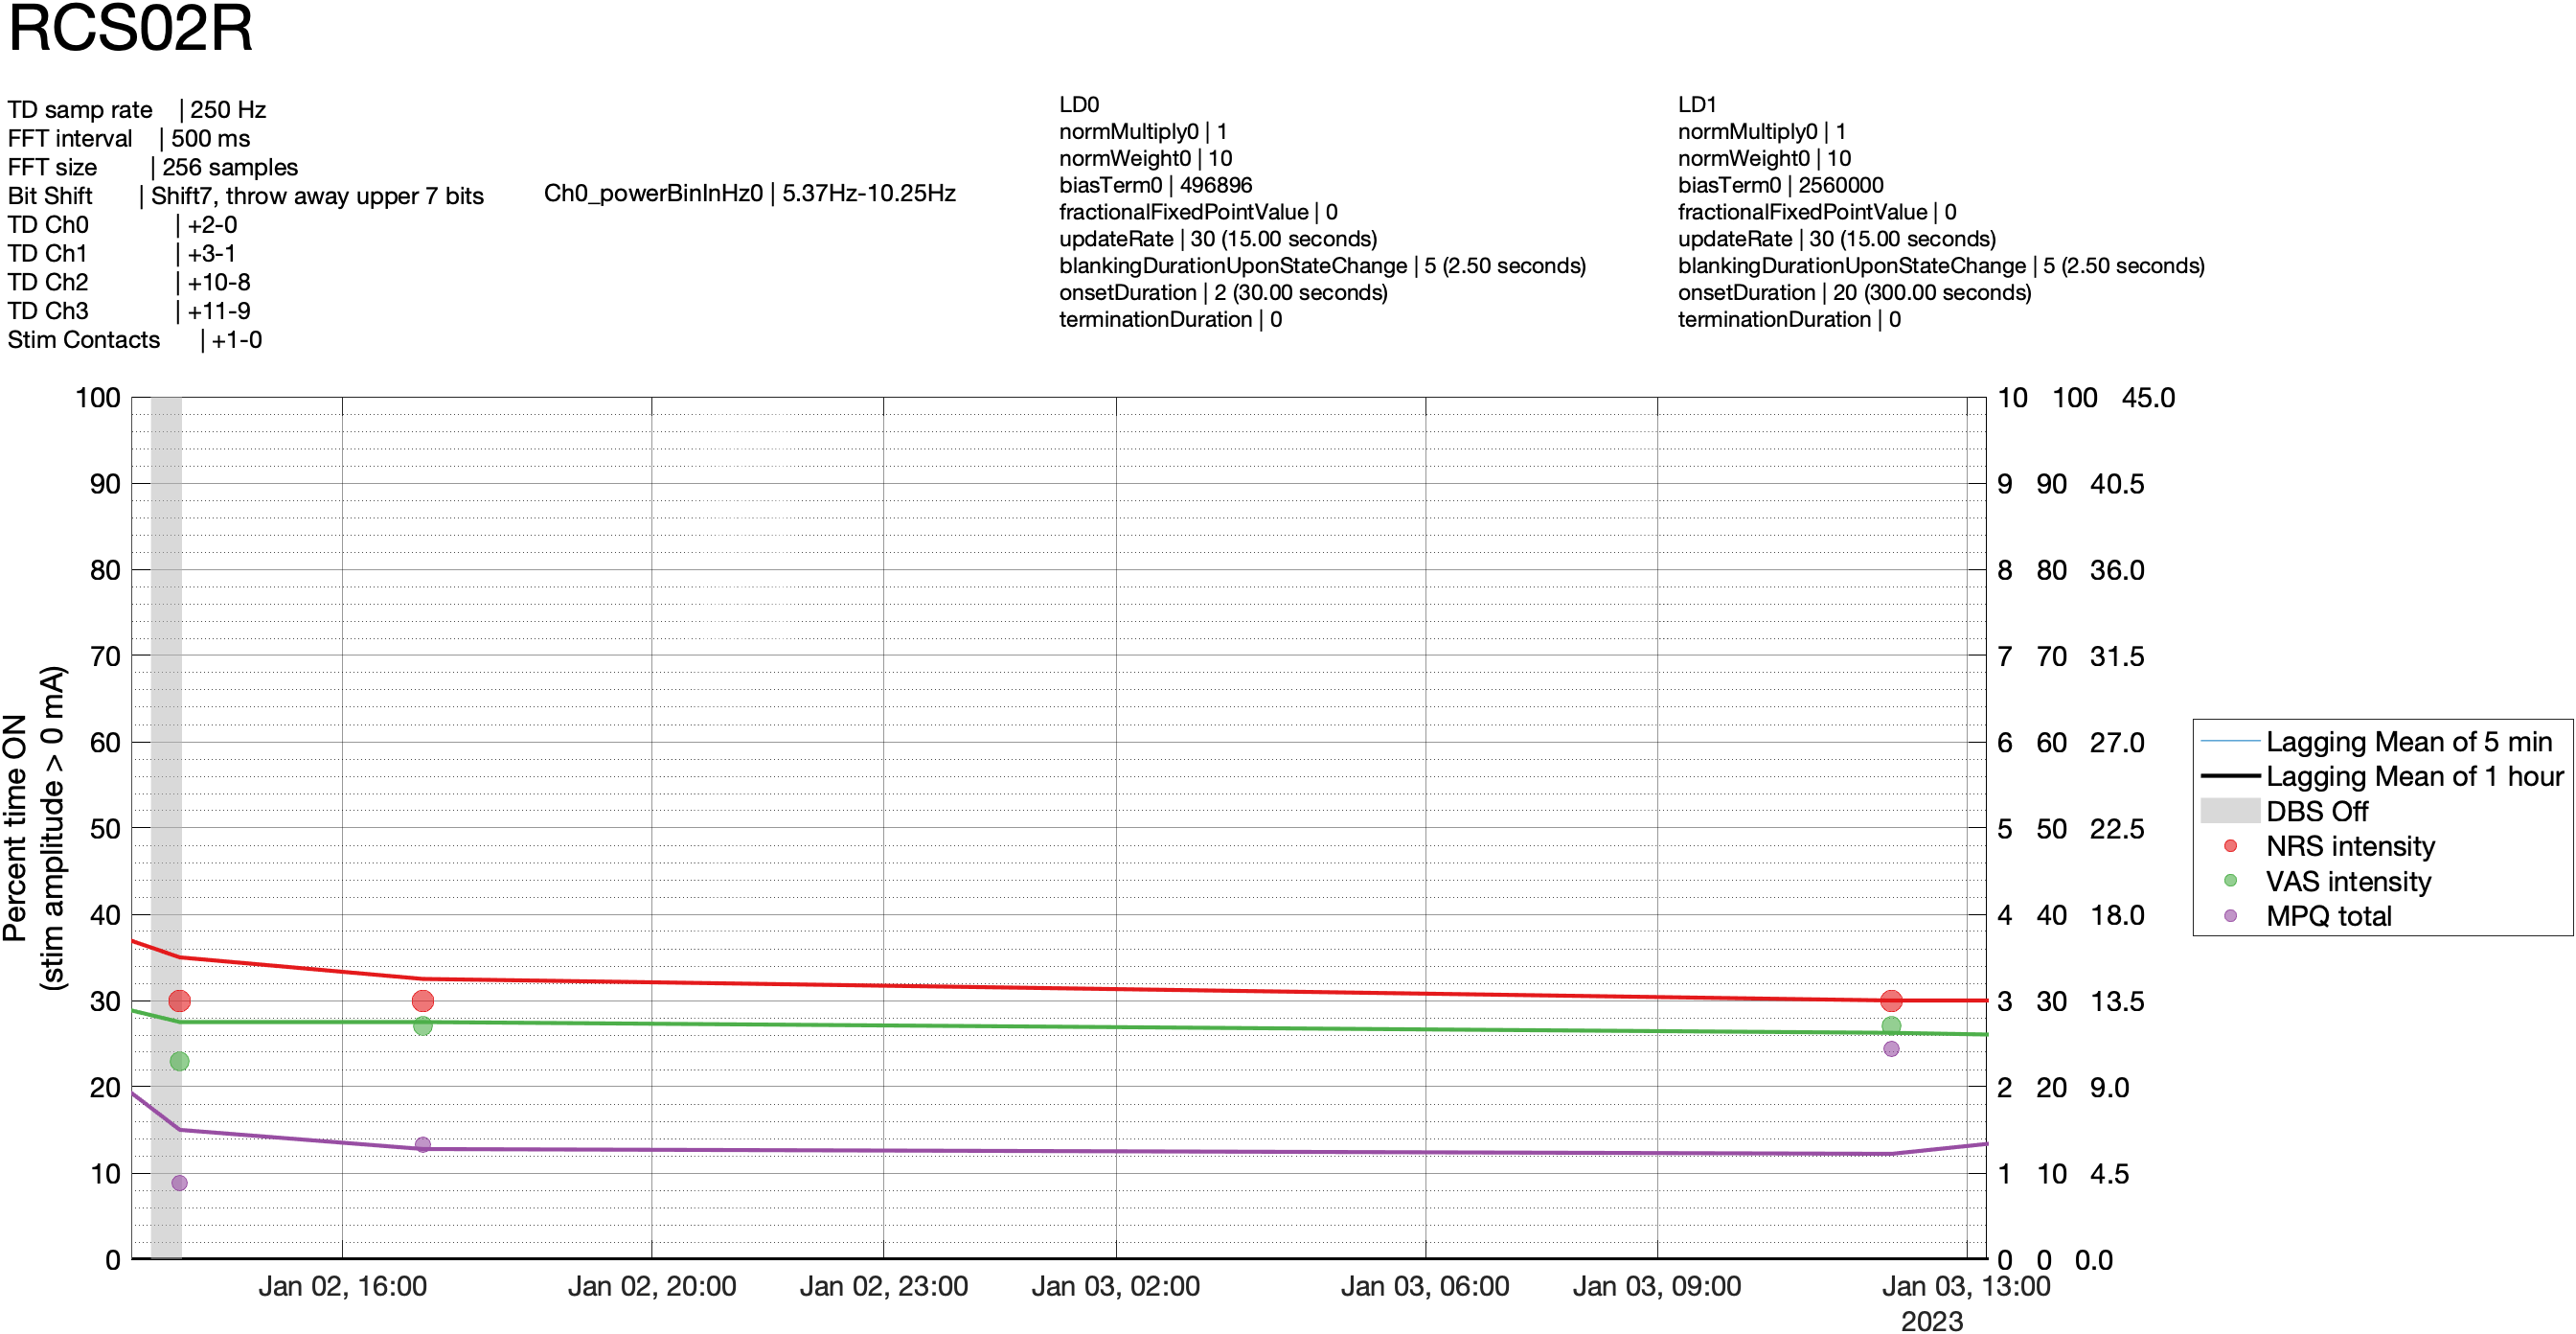 RCS02R
TD samp rate | 250 Hz
FFT interval | 500 ms
FFT size | 256 samples
Bit Shift | Shift7, throw away upper 7 bits
TD Ch0 | +2-0
TD Ch1 | +3-1
TD Ch2 | +10-8
TD Ch3 | +11-9
Stim Contacts | +1-0
Ch0_powerBinInHz0 | 5.37Hz-10.25Hz
LD0
normMultiply0 | 1
normWeight0 | 10
biasTerm0 | 496896
fractionalFixedPointValue | 0
updateRate | 30 (15.00 seconds)
blankingDurationUponStateChange | 5 (2.50 seconds)
onsetDuration | 2 (30.00 seconds)
terminationDuration | 0
LD1
normMultiply0 | 1
normWeight0 | 10
biasTerm0 | 2560000
fractionalFixedPointValue | 0
updateRate | 30 (15.00 seconds)
blankingDurationUponStateChange | 5 (2.50 seconds)
onsetDuration | 20 (300.00 seconds)
terminationDuration | 0
Percent time ON
(stim amplitude > 0 mA)
100
90
80
70
60
50
40
30
20
10
0
10 100 45.0
9 90 40.5
8 80 36.0
7 70 31.5
6 60 27.0
5 50 22.5
4 40 18.0
3 30 13.5
2 20 9.0
1 10 4.5
0 0 0.0
Jan 02, 16:00 Jan 02, 20:00 Jan 02, 23:00 Jan 03, 02:00 Jan 03, 06:00 Jan 03, 09:00 Jan 03, 13:00
2023
Lagging Mean of 5 min
Lagging Mean of 1 hour
DBS Off
NRS intensity
VAS intensity
MPQ total